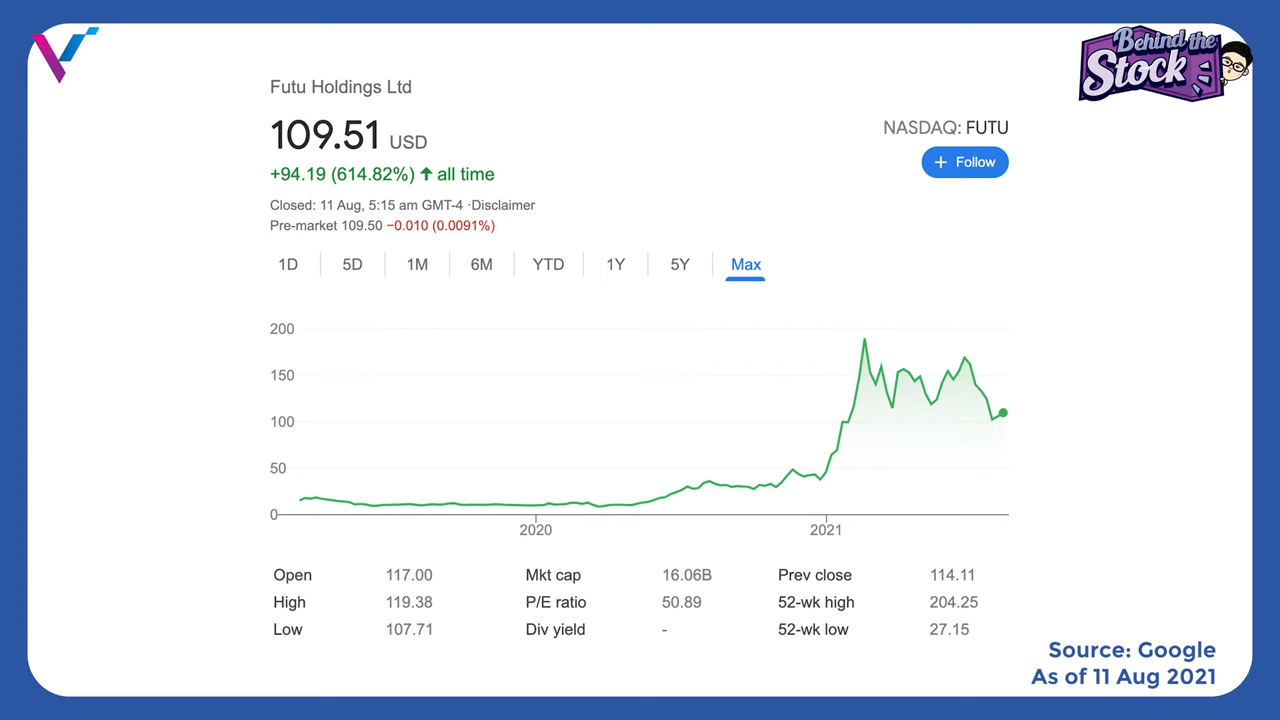 Behind the
Stock
Futu Holdings Ltd
109.51 USD
NASDAQ: FUTU
+ Follow
+94.19 (614.82%) ↑ all time
Closed: 11 Aug, 5:15 am GMT-4 ·Disclaimer
Pre-market 109.50 −0.010 (0.0091%)
1D 5D 1M 6M YTD 1Y 5Y Max
200
150
100
50
0
2020 2021
Open 117.00 Mkt cap 16.06B Prev close 114.11
High 119.38 P/E ratio 50.89 52-wk high 204.25
Low 107.71 Div yield - 52-wk low 27.15
Source: Google
As of 11 Aug 2021